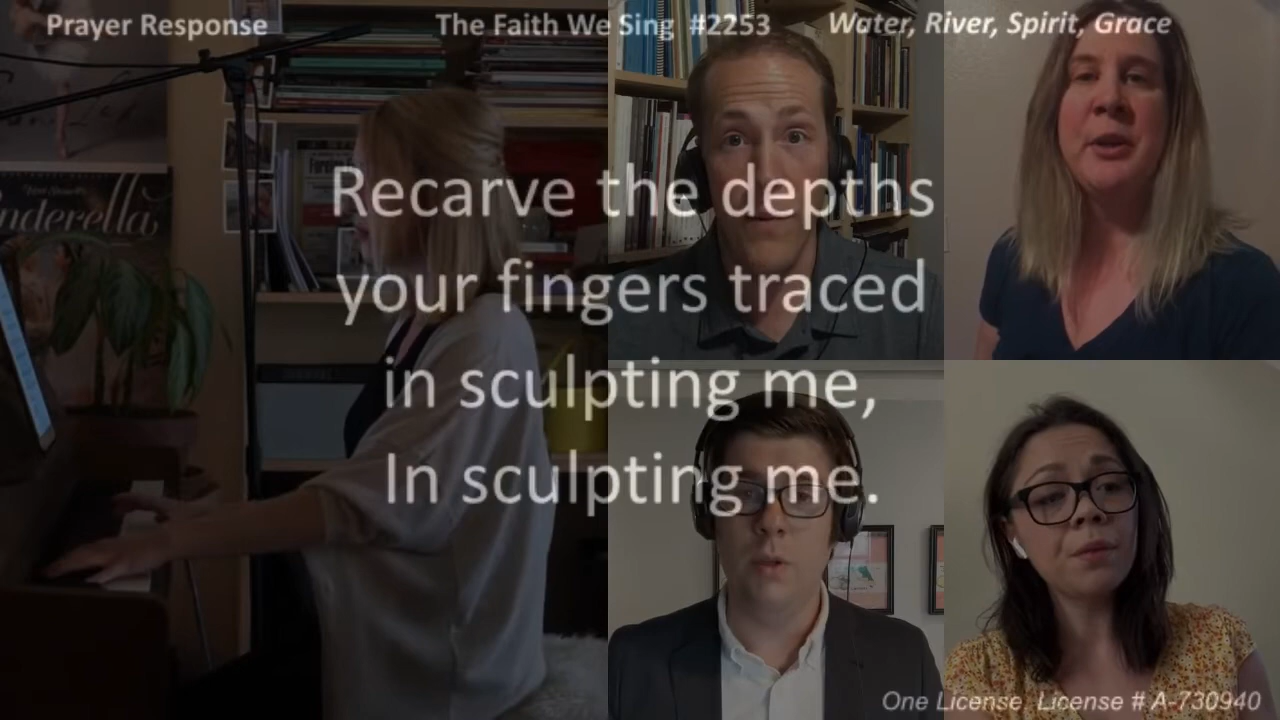 Prayer Response
The Faith We Sing #2253
Water, River, Spirit, Grace
Recarve the depths
your fingers traced
in sculpting me,
In sculpting me.
One License, License # A-730940